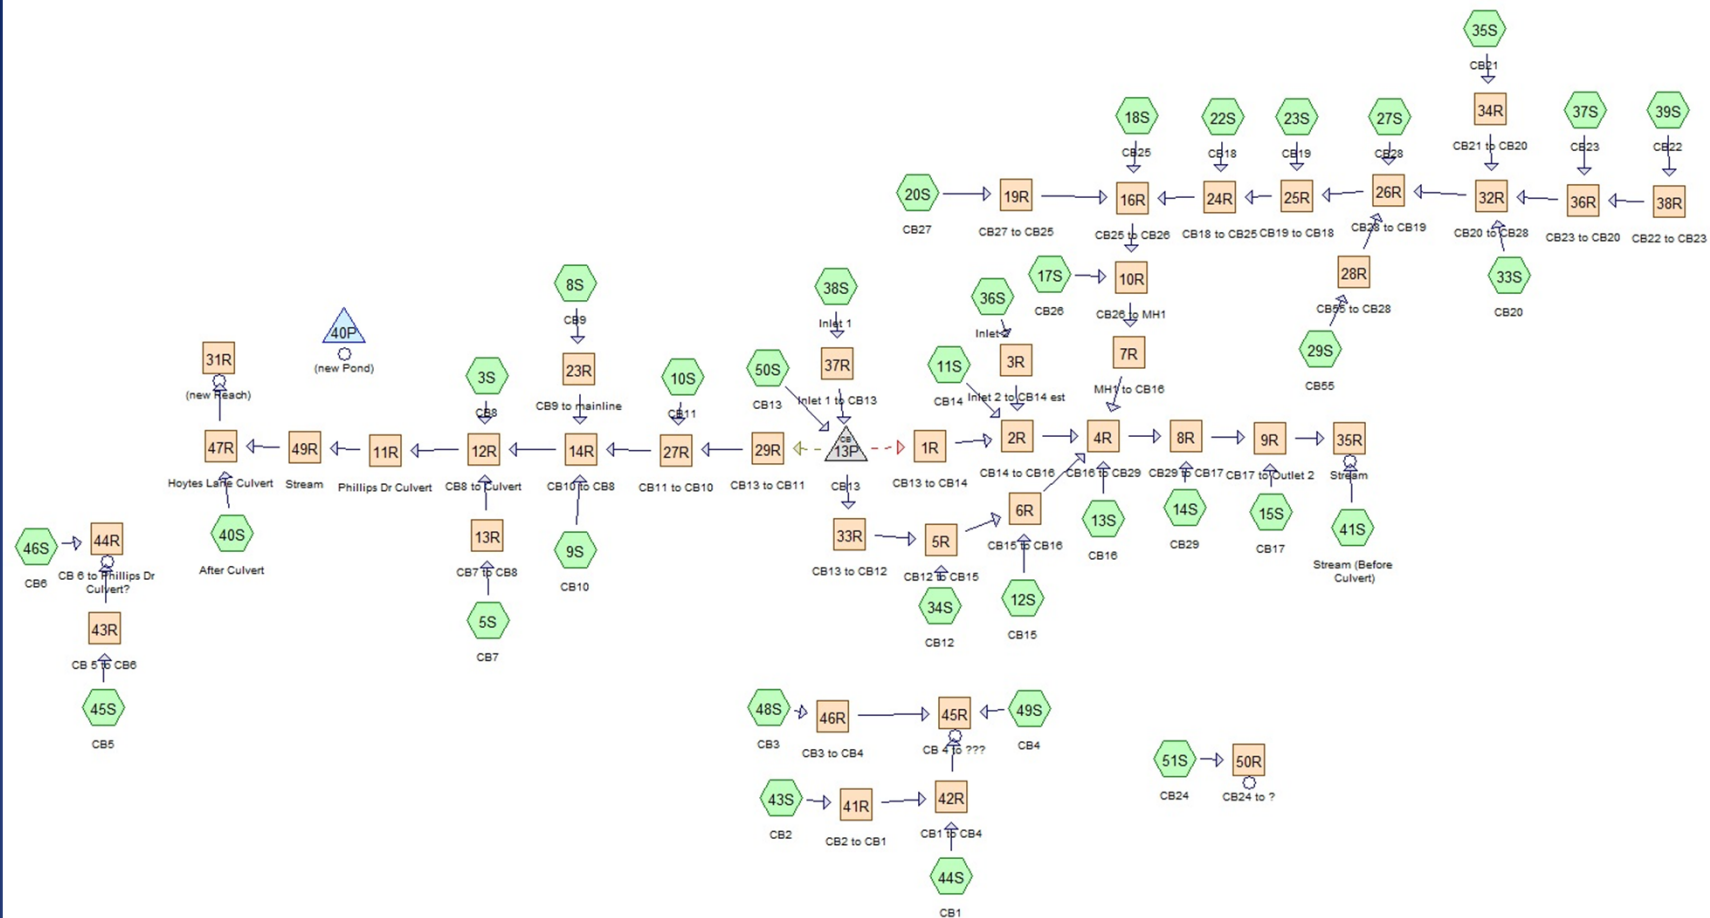 35S
CB21
34R
CB21 to CB20
18S
CB25
22S
CB18
23S
CB19
27S
CB28
37S
CB23
39S
CB22
20S
CB27
19R
CB27 to CB25
16R
CB25 to CB26
24R
CB18 to CB25
25R
CB19 to CB18
26R
CB28 to CB19
32R
CB20 to CB28
36R
CB23 to CB20
38R
CB22 to CB23
17S
CB26
10R
CB26 to MH1
28R
CB55 to CB28
33S
CB20
29S
CB55
7R
MH1 to CB16
8S
CB9
38S
Inlet 1
36S
Inlet 2
40P
(new Pond)
31R
(new Reach)
3S
CB8
23R
CB9 to mainline
10S
CB11
50S
CB13
37R
Inlet 1 to CB13
11S
CB14
3R
Inlet 2 to CB14 est
47R
Hoytes Lane Culvert
49R
Stream
11R
Phillips Dr Culvert
12R
CB8 to Culvert
14R
CB10 to CB8
27R
CB11 to CB10
29R
CB13 to CB11
CB
13P
CB13
1R
CB13 to CB14
2R
CB14 to CB16
4R
CB16 to CB29
8R
CB29 to CB17
9R
CB17 to Outlet 2
35R
Stream
46S
CB6
44R
CB 6 to Phillips Dr
Culvert?
40S
After Culvert
13R
CB7 to CB8
9S
CB10
33R
CB13 to CB12
5R
CB12 to CB15
6R
CB15 to CB16
13S
CB16
14S
CB29
15S
CB17
41S
Stream (Before
Culvert)
43R
CB 5 to CB6
5S
CB7
34S
CB12
12S
CB15
45S
CB5
48S
CB3
46R
CB3 to CB4
45R
CB 4 to ???
49S
CB4
51S
CB24
50R
CB24 to ?
43S
CB2
41R
CB2 to CB1
42R
CB1 to CB4
44S
CB1